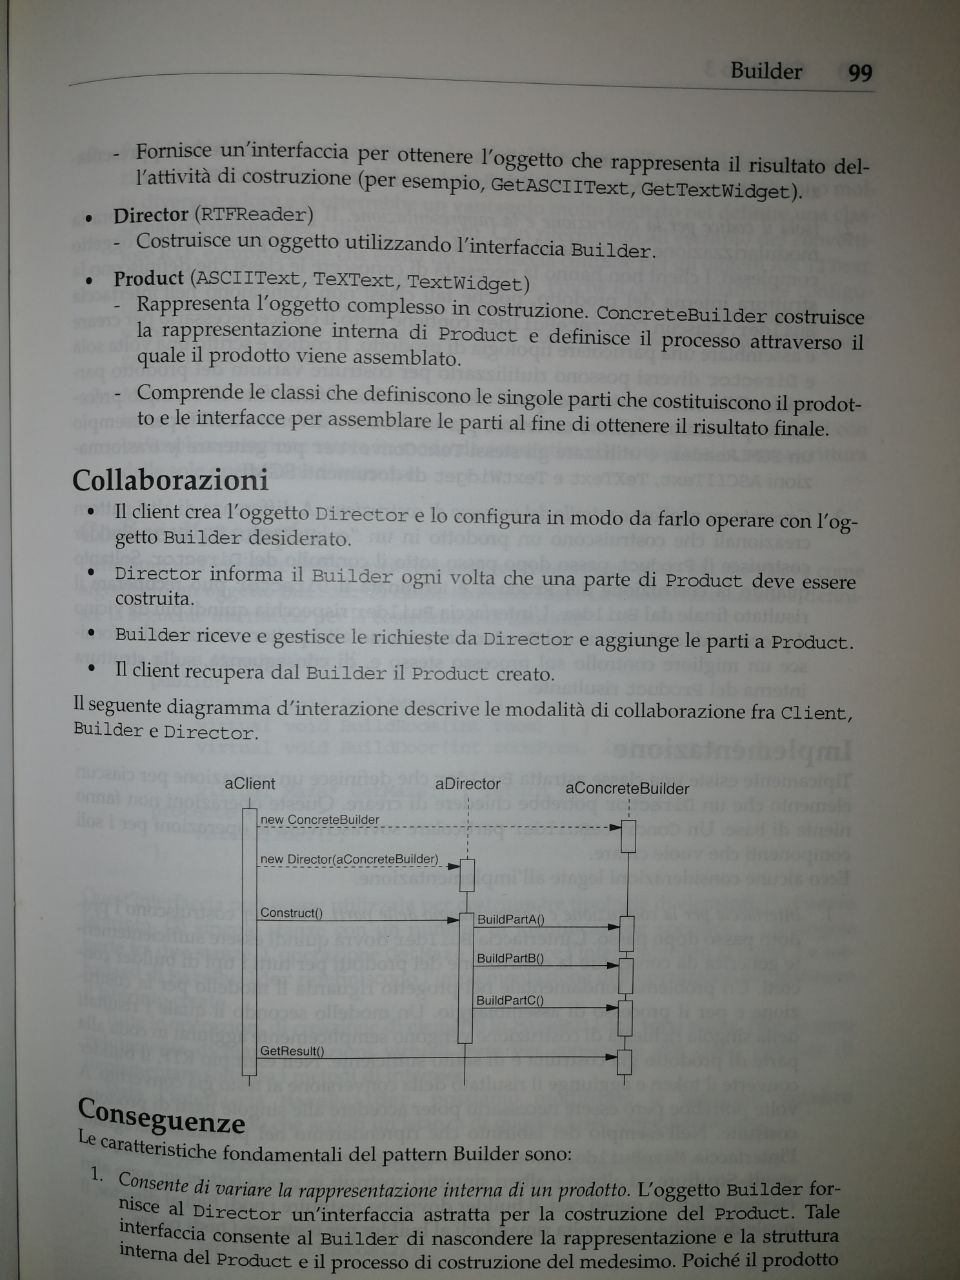 Builder 99
- Fornisce un'interfaccia per ottenere l'oggetto che rappresenta il risultato del-
l'attività di costruzione (per esempio, GetASCIIText, GetTextWidget).
• Director (RTFReader)
- Costruisce un oggetto utilizzando l'interfaccia Builder.
• Product (ASCIIText, TeXText, TextWidget)
- Rappresenta l'oggetto complesso in costruzione. ConcreteBuilder costruisce
la rappresentazione interna di Product e definisce il processo attraverso il
quale il prodotto viene assemblato.
- Comprende le classi che definiscono le singole parti che costituiscono il prodot-
to e le interfacce per assemblare le parti al fine di ottenere il risultato finale.
Collaborazioni
• Il client crea l'oggetto Director e lo configura in modo da farlo operare con l'og-
getto Builder desiderato.
• Director informa il Builder ogni volta che una parte di Product deve essere
costruita.
• Builder riceve e gestisce le richieste da Director e aggiunge le parti a Product.
• Il client recupera dal Builder il Product creato.
Il seguente diagramma d'interazione descrive le modalità di collaborazione fra Client,
Builder e Director.
aClient aDirector aConcreteBuilder
new ConcreteBuilder
new Director(aConcreteBuilder)
Construct() BuildPartA()
BuildPartB()
BuildPartC()
GetResult()
Conseguenze
Le caratteristiche fondamentali del pattern Builder sono:
1. Consente di variare la rappresentazione interna di un prodotto. L'oggetto Builder for-
nisce al Director un'interfaccia astratta per la costruzione del Product. Tale
interfaccia consente al Builder di nascondere la rappresentazione e la struttura
interna del Product e il processo di costruzione del medesimo. Poiché il prodotto